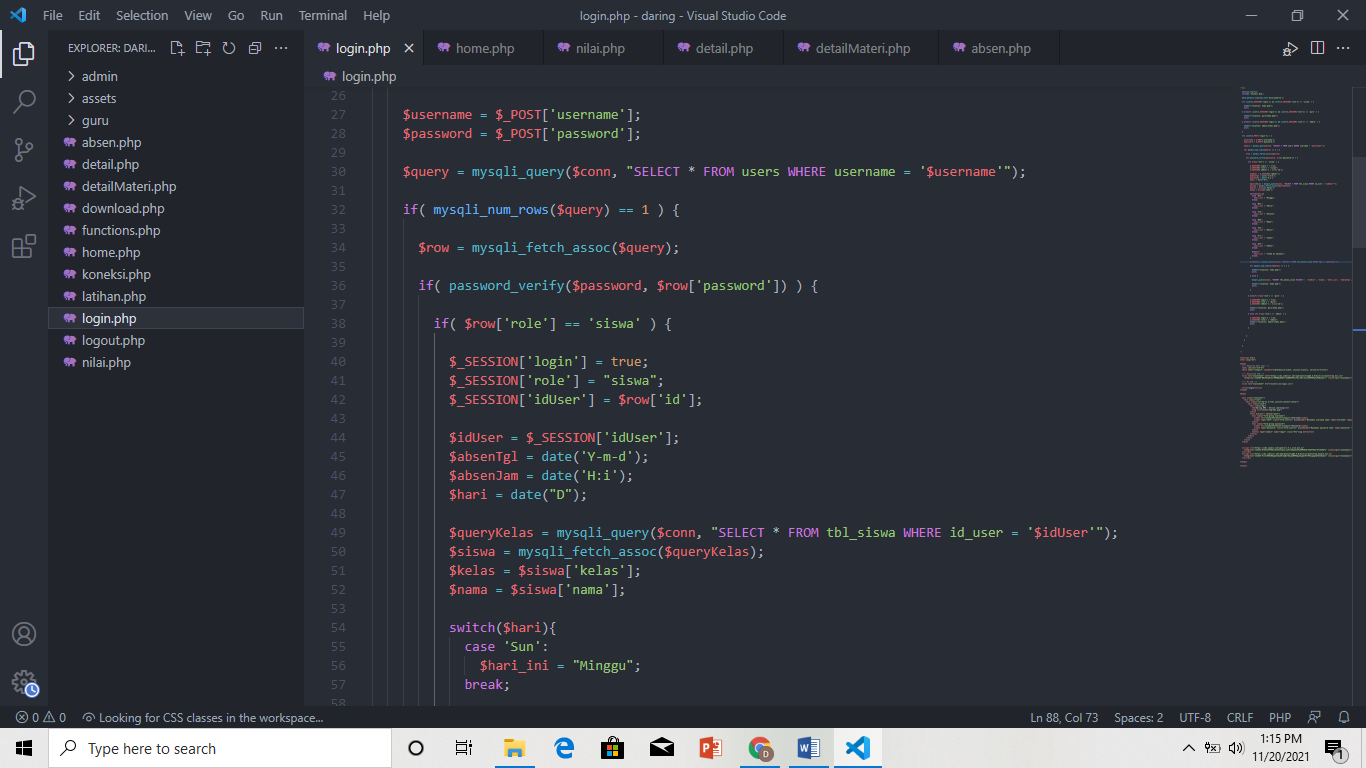 File Edit Selection View Go Run Terminal Help
login.php - daring - Visual Studio Code
EXPLORER: DARI...
login.php
home.php
nilai.php
detail.php
detailMateri.php
absen.php
login.php
admin
assets
guru
absen.php
detail.php
detailMateri.php
download.php
functions.php
home.php
koneksi.php
latihan.php
login.php
logout.php
nilai.php
26
27 $username = $_POST['username'];
28 $password = $_POST['password'];
29
30 $query = mysqli_query($conn, "SELECT * FROM users WHERE username = '$username'");
31
32 if( mysqli_num_rows($query) == 1 ) {
33
34 $row = mysqli_fetch_assoc($query);
35
36 if( password_verify($password, $row['password']) ) {
37
38 if( $row['role'] == 'siswa' ) {
39
40 $_SESSION['login'] = true;
41 $_SESSION['role'] = "siswa";
42 $_SESSION['idUser'] = $row['id'];
43
44 $idUser = $_SESSION['idUser'];
45 $absenTgl = date('Y-m-d');
46 $absenJam = date('H:i');
47 $hari = date("D");
48
49 $queryKelas = mysqli_query($conn, "SELECT * FROM tbl_siswa WHERE id_user = '$idUser'");
50 $siswa = mysqli_fetch_assoc($queryKelas);
51 $kelas = $siswa['kelas'];
52 $nama = $siswa['nama'];
53
54 switch($hari){
55 case 'Sun':
56 $hari_ini = "Minggu";
57 break;
58
0 0 Looking for CSS classes in the workspace...
Ln 88, Col 73 Spaces: 2 UTF-8 CRLF PHP
Type here to search
1:15 PM
11/20/2021
1